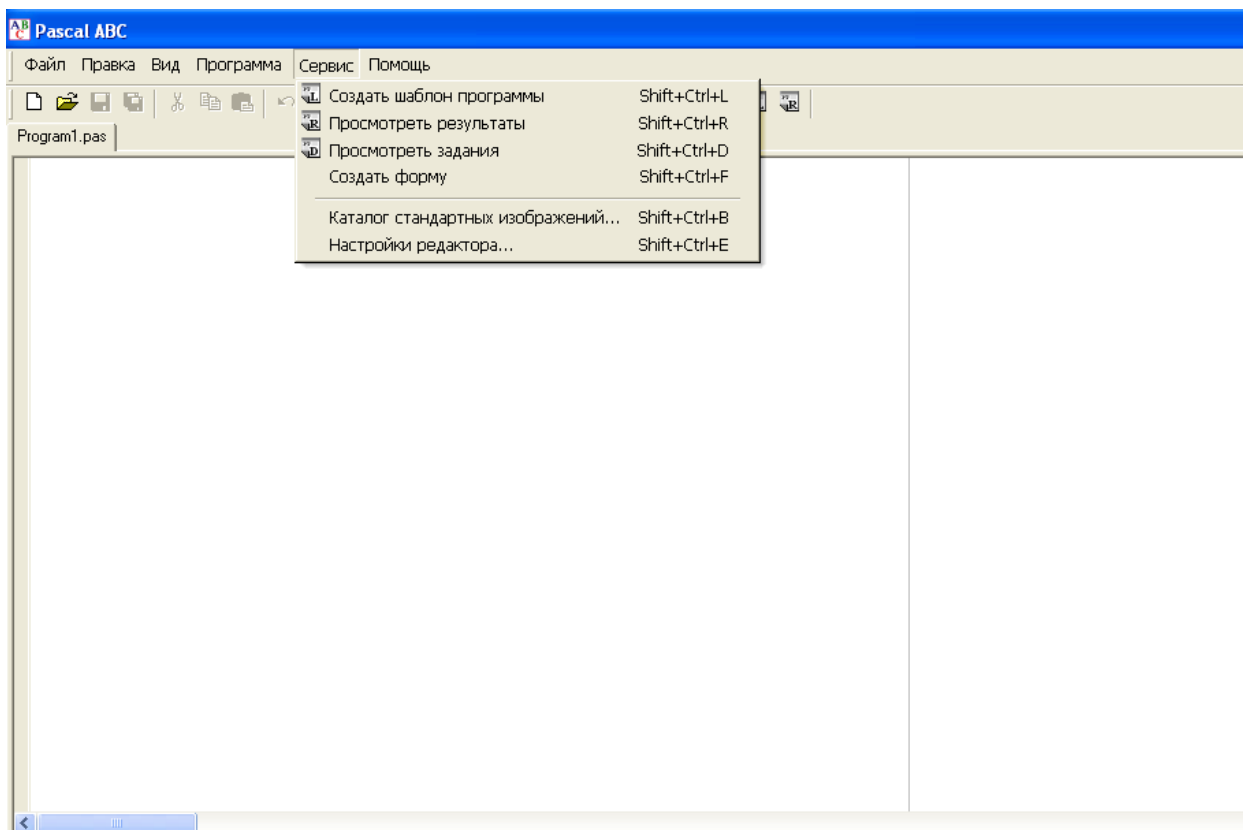 Pascal ABC
Файл Правка Вид Программа Сервис Помощь
Program1.pas
Создать шаблон программы Shift+Ctrl+L
Просмотреть результаты Shift+Ctrl+R
Просмотреть задания Shift+Ctrl+D
Создать форму Shift+Ctrl+F
Каталог стандартных изображений... Shift+Ctrl+B
Настройки редактора... Shift+Ctrl+E